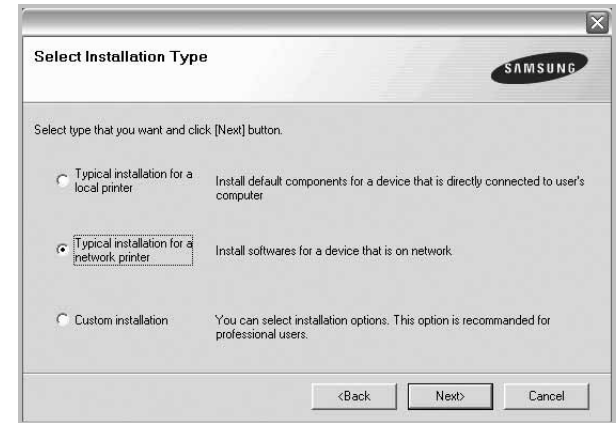 Select Installation Type
SAMSUNG
Select type that you want and click [Next] button.
Typical installation for a
local printer
Install default components for a device that is directly connected to user's
computer
Typical installation for a
network printer
Install softwares for a device that is on network
Custom installation
You can select installation options. This option is recommanded for
professional users.
<Back
Next>
Cancel